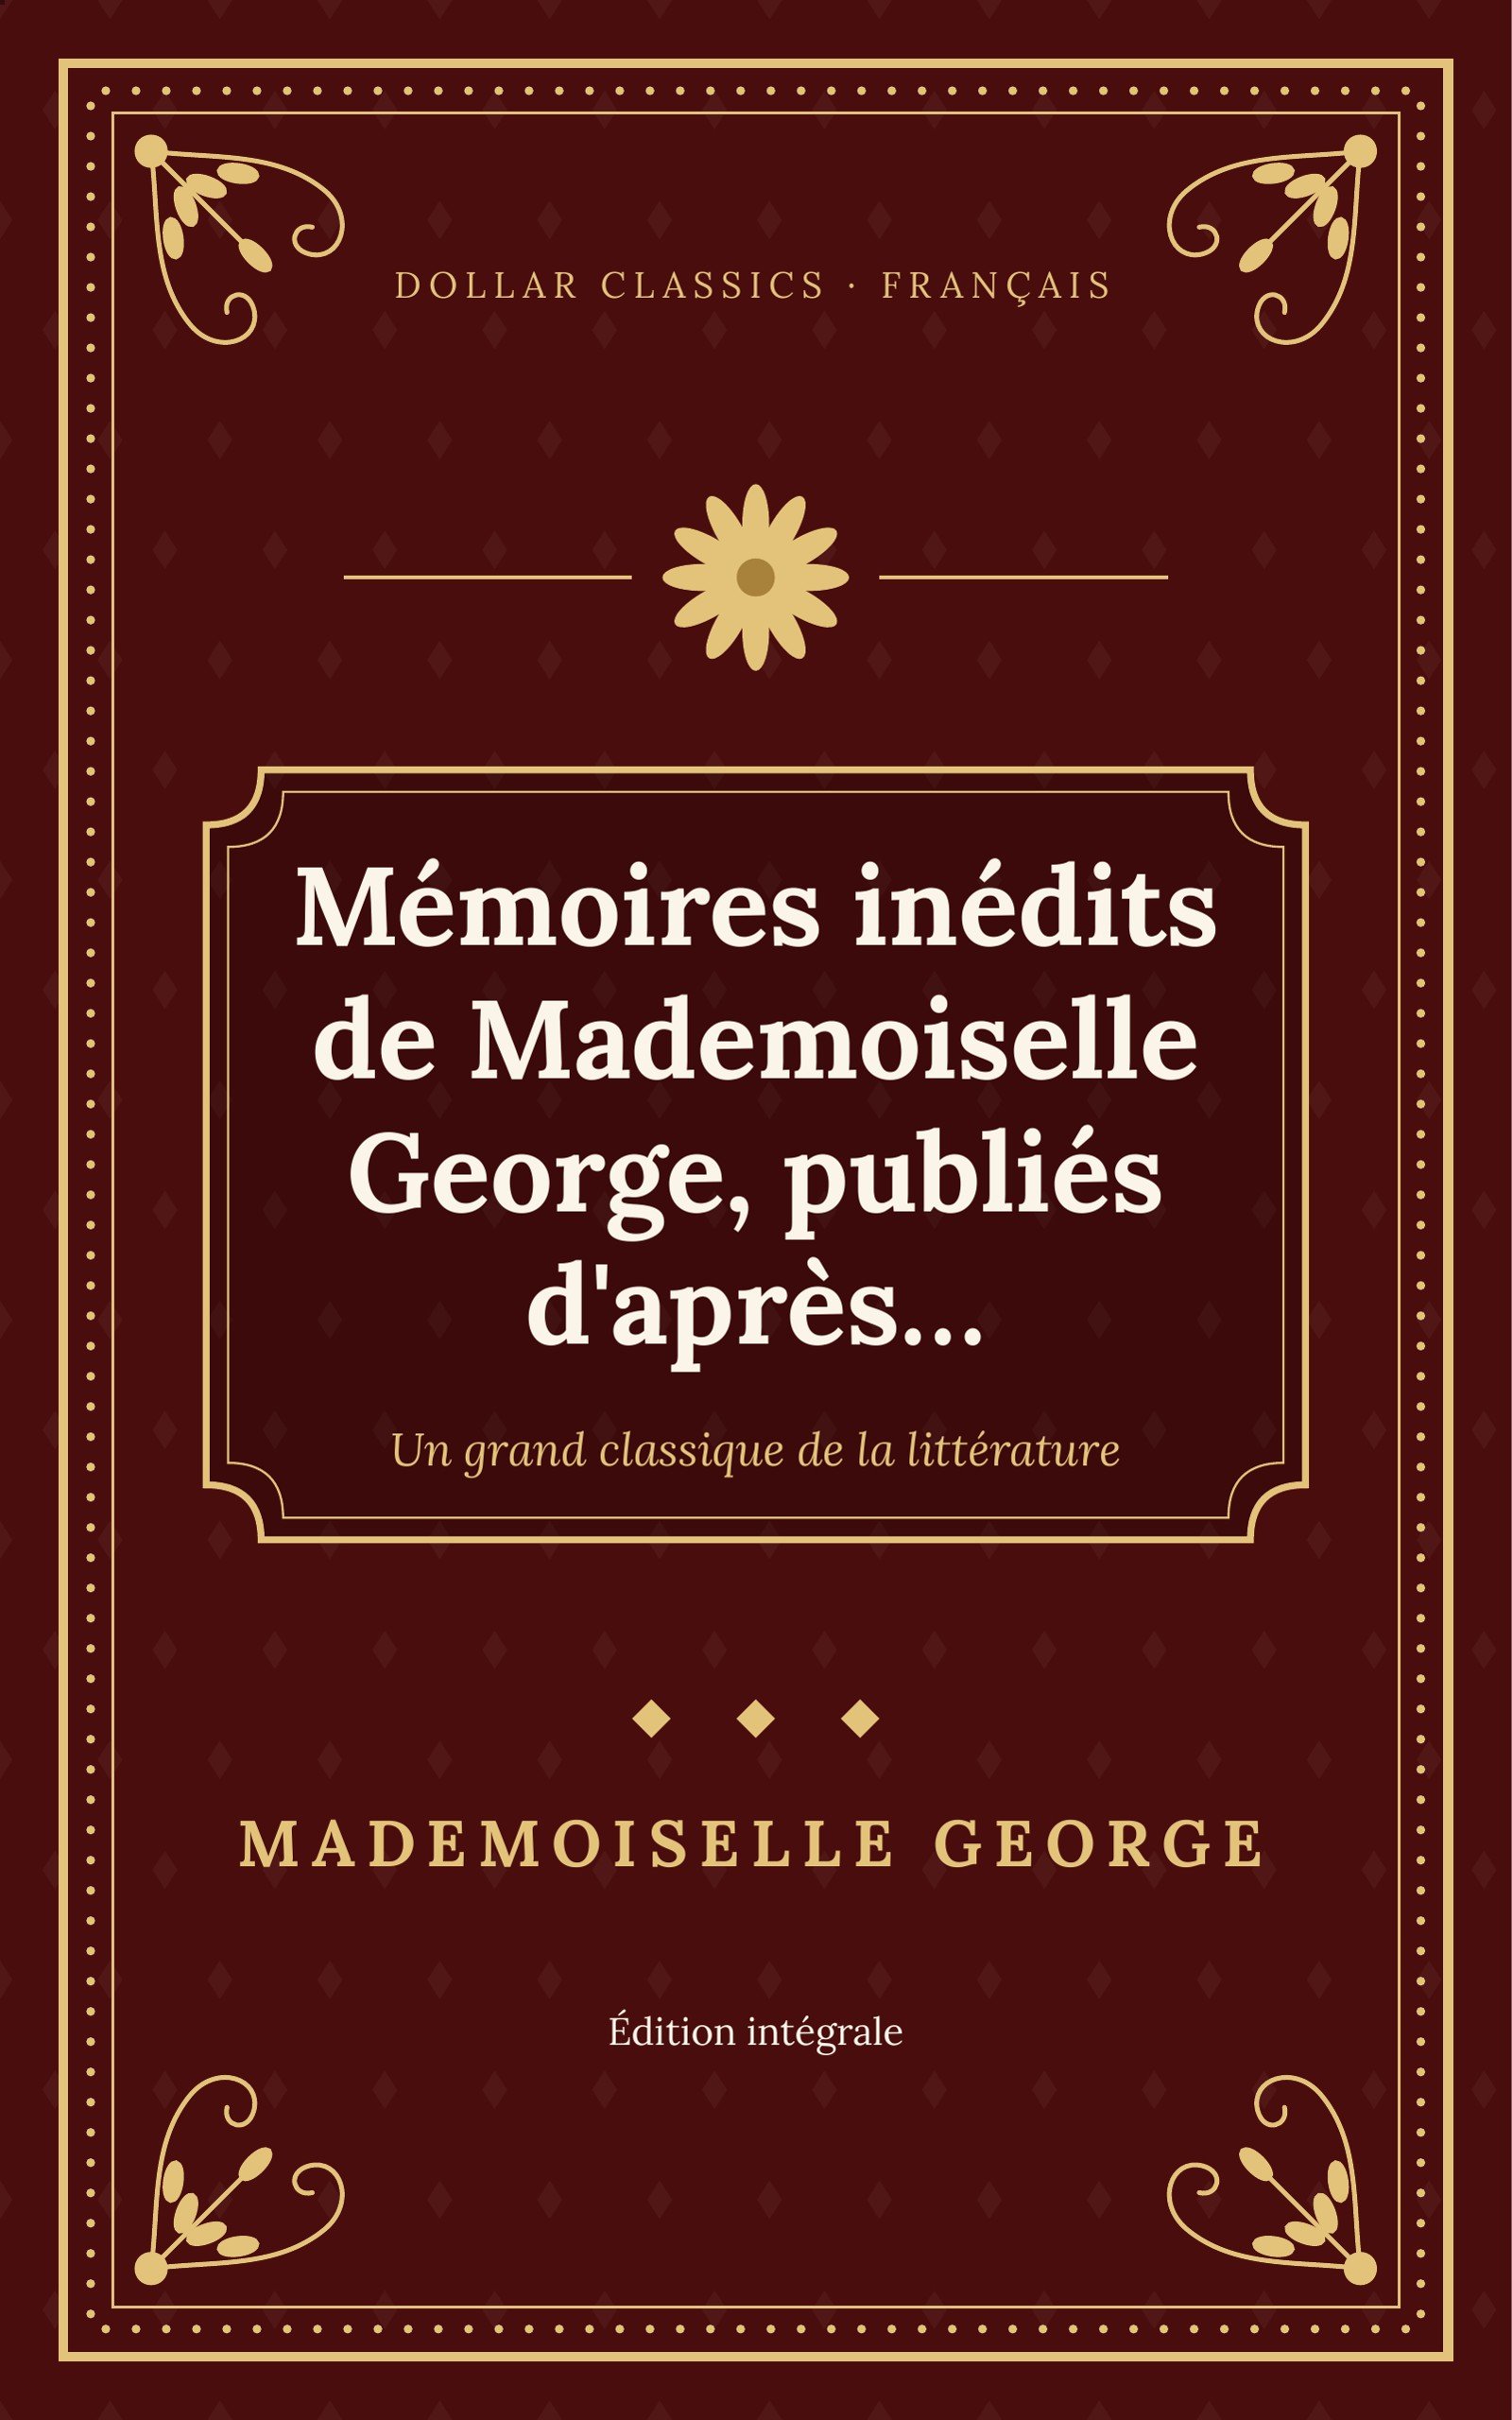 DOLLAR CLASSICS · FRANÇAIS
Mémoires inédits
de Mademoiselle
George, publiés
d'après...
Un grand classique de la littérature
MADEMOISELLE GEORGE
Édition intégrale